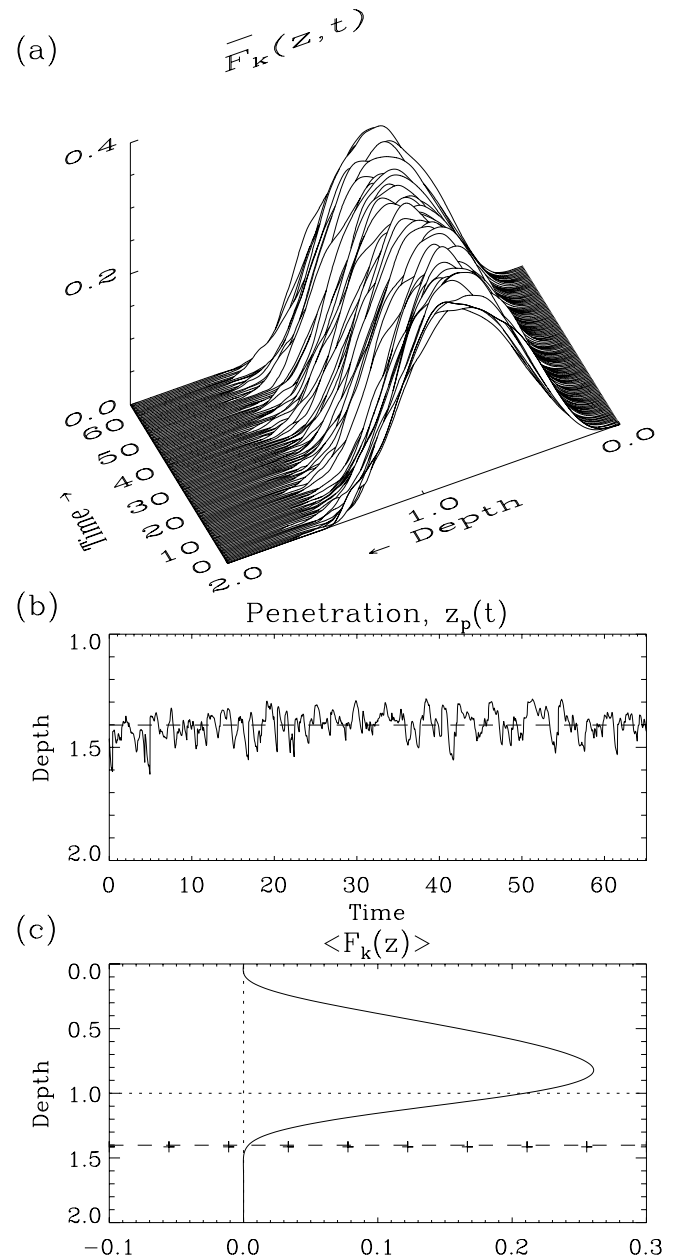 (a)
F̅ₖ(z,t)
0.4
0.2
0.0
60
50
40
30
20
10
0
Time →
2.0
1.0
0.0
← Depth
(b)
Penetration, zₚ(t)
1.0
1.5
2.0
Depth
0 10 20 30 40 50 60
Time
(c)
<Fₖ(z)>
0.0
0.5
1.0
1.5
2.0
Depth
−0.1 0.0 0.1 0.2 0.3